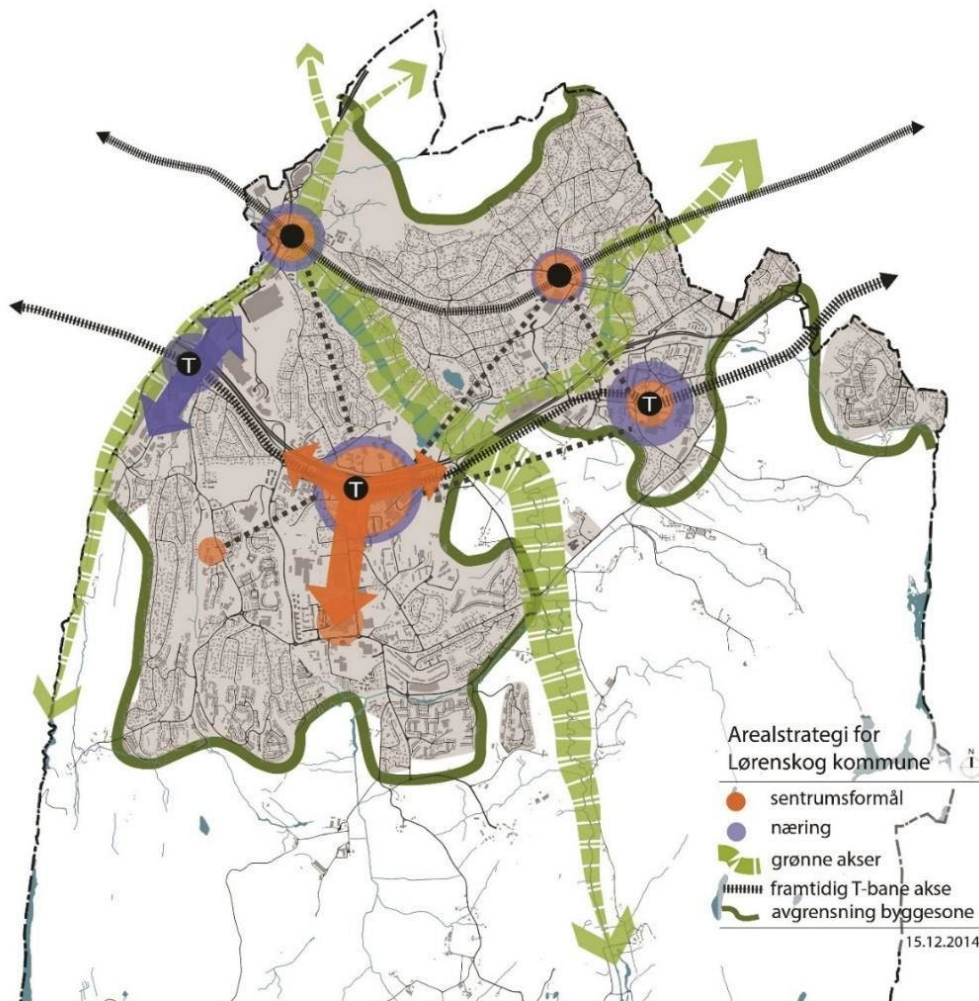 T
T
T
Arealstrategi for
Lørenskog kommune
N
sentrumsformål
næring
grønne akser
framtidig T-bane akse
avgrensning byggesone
15.12.2014